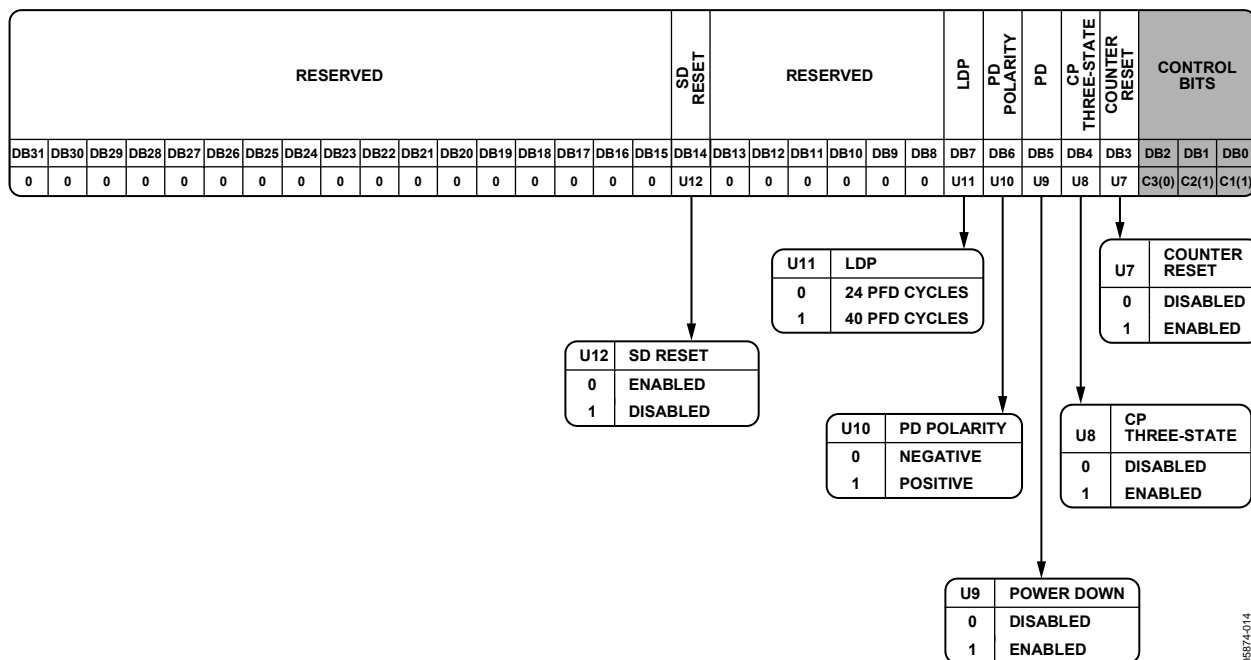 RESERVED
SD RESET
RESERVED
LDP
PD POLARITY
PD
CP THREE-STATE
COUNTER RESET
CONTROL BITS
DB31 DB30 DB29 DB28 DB27 DB26 DB25 DB24 DB23 DB22 DB21 DB20 DB19 DB18 DB17 DB16 DB15 DB14 DB13 DB12 DB11 DB10 DB9 DB8 DB7 DB6 DB5 DB4 DB3 DB2 DB1 DB0
0 0 0 0 0 0 0 0 0 0 0 0 0 0 0 0 0 U12 0 0 0 0 0 0 U11 U10 U9 U8 U7 C3(0) C2(1) C1(1)
U7 COUNTER RESET
0 DISABLED
1 ENABLED
U11 LDP
0 24 PFD CYCLES
1 40 PFD CYCLES
U12 SD RESET
0 ENABLED
1 DISABLED
U10 PD POLARITY
0 NEGATIVE
1 POSITIVE
U8 CP THREE-STATE
0 DISABLED
1 ENABLED
U9 POWER DOWN
0 DISABLED
1 ENABLED
05874-014